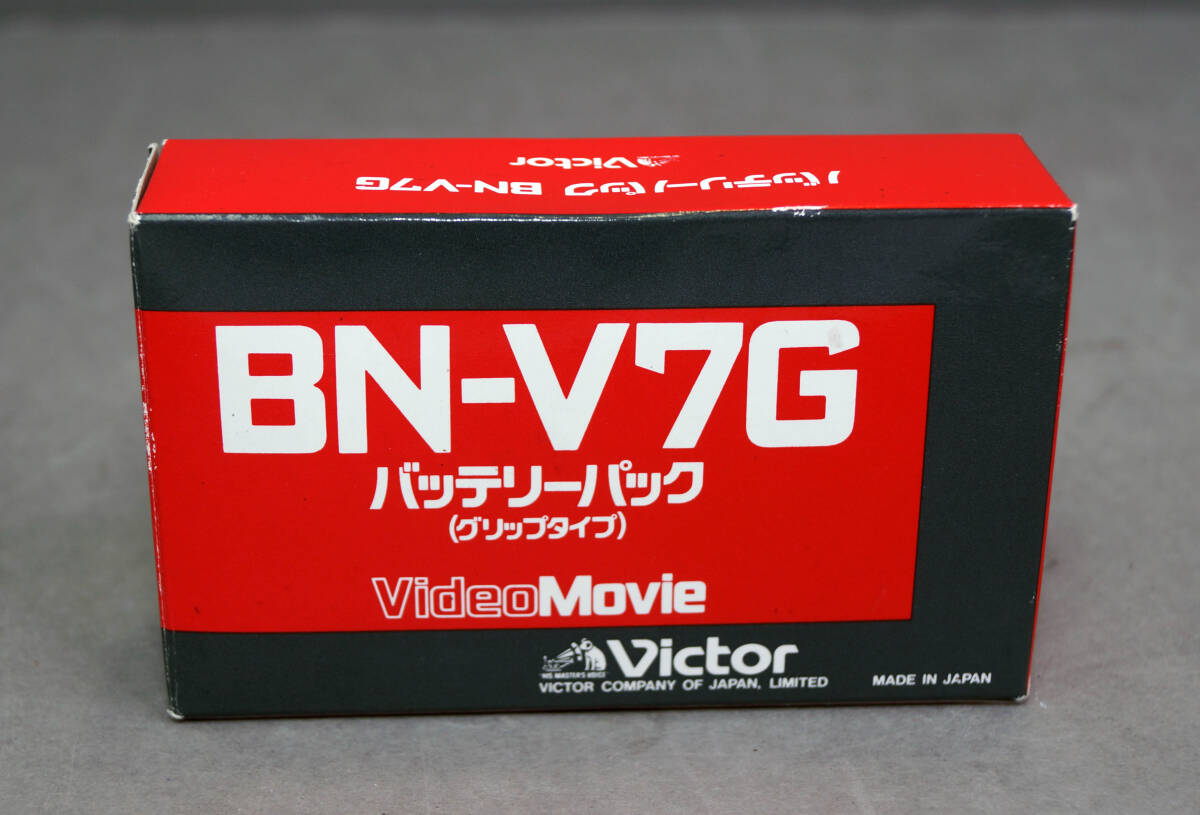 Victor
バッテリーパック BN-V7G
BN-V7G
バッテリーパック
(グリップタイプ)
VideoMovie
"HIS MASTER'S VOICE"
Victor
VICTOR COMPANY OF JAPAN, LIMITED
MADE IN JAPAN